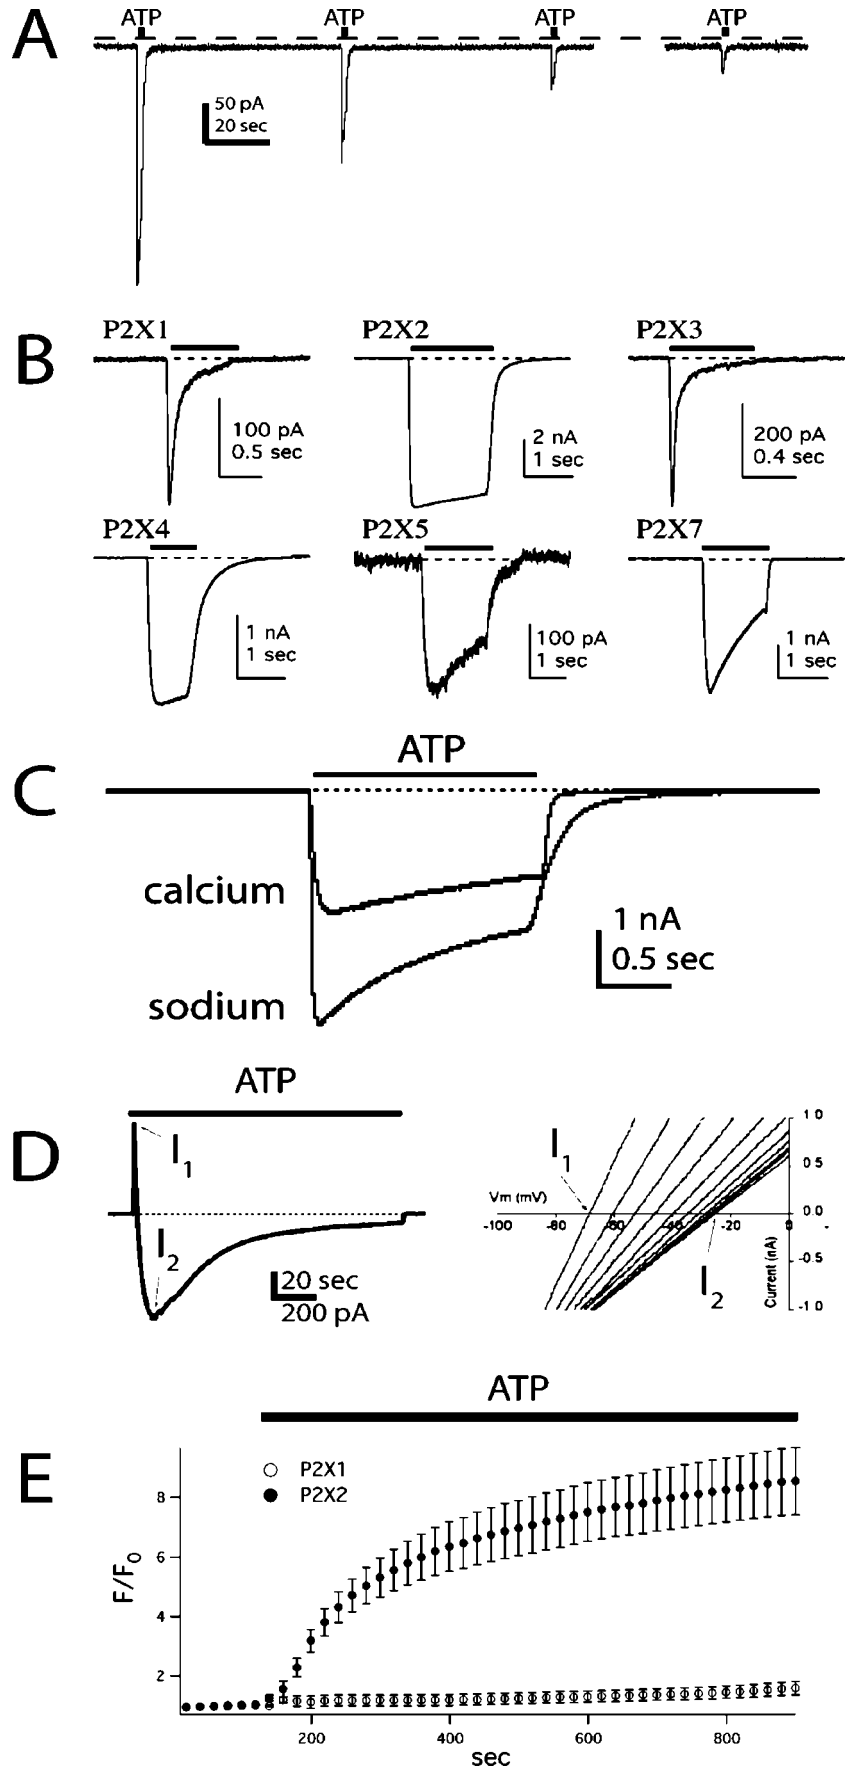 A
ATP ATP ATP ATP
50 pA
20 sec
B
P2X1 P2X2 P2X3
100 pA
0.5 sec
2 nA
1 sec
200 pA
0.4 sec
P2X4 P2X5 P2X7
1 nA
1 sec
100 pA
1 sec
1 nA
1 sec
C
ATP
calcium
sodium
1 nA
0.5 sec
D
ATP
I1
I2
20 sec
200 pA
I1
Vm (mV)
-100 -80 -60 -40 -20 0 -
1.0
0.5
0.0
-0.5
-1.0
Current (nA)
I2
E
ATP
P2X1
P2X2
F/F0
8
6
4
2
200 400 600 800
sec